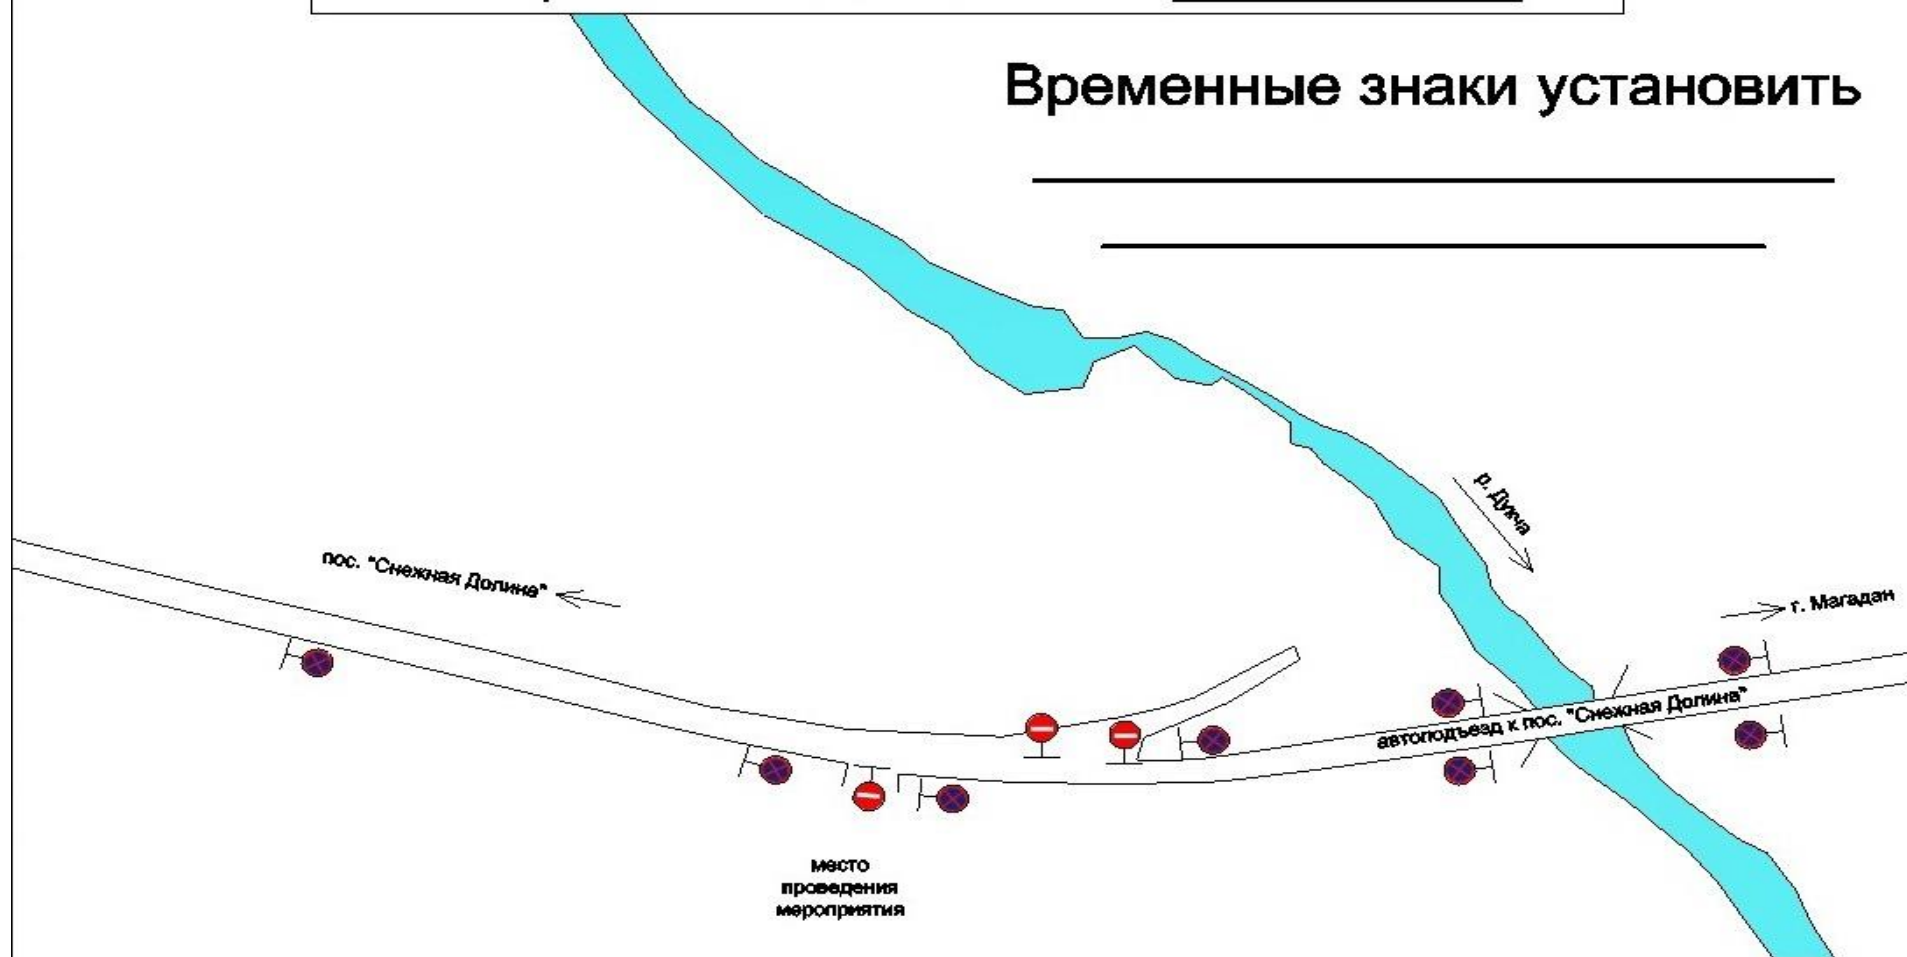 Временные знаки установить
р. Дукча
пос. "Снежная Долина"
г. Магадан
автоподъезд к пос. "Снежная Долина"
место
проведения
мероприятия